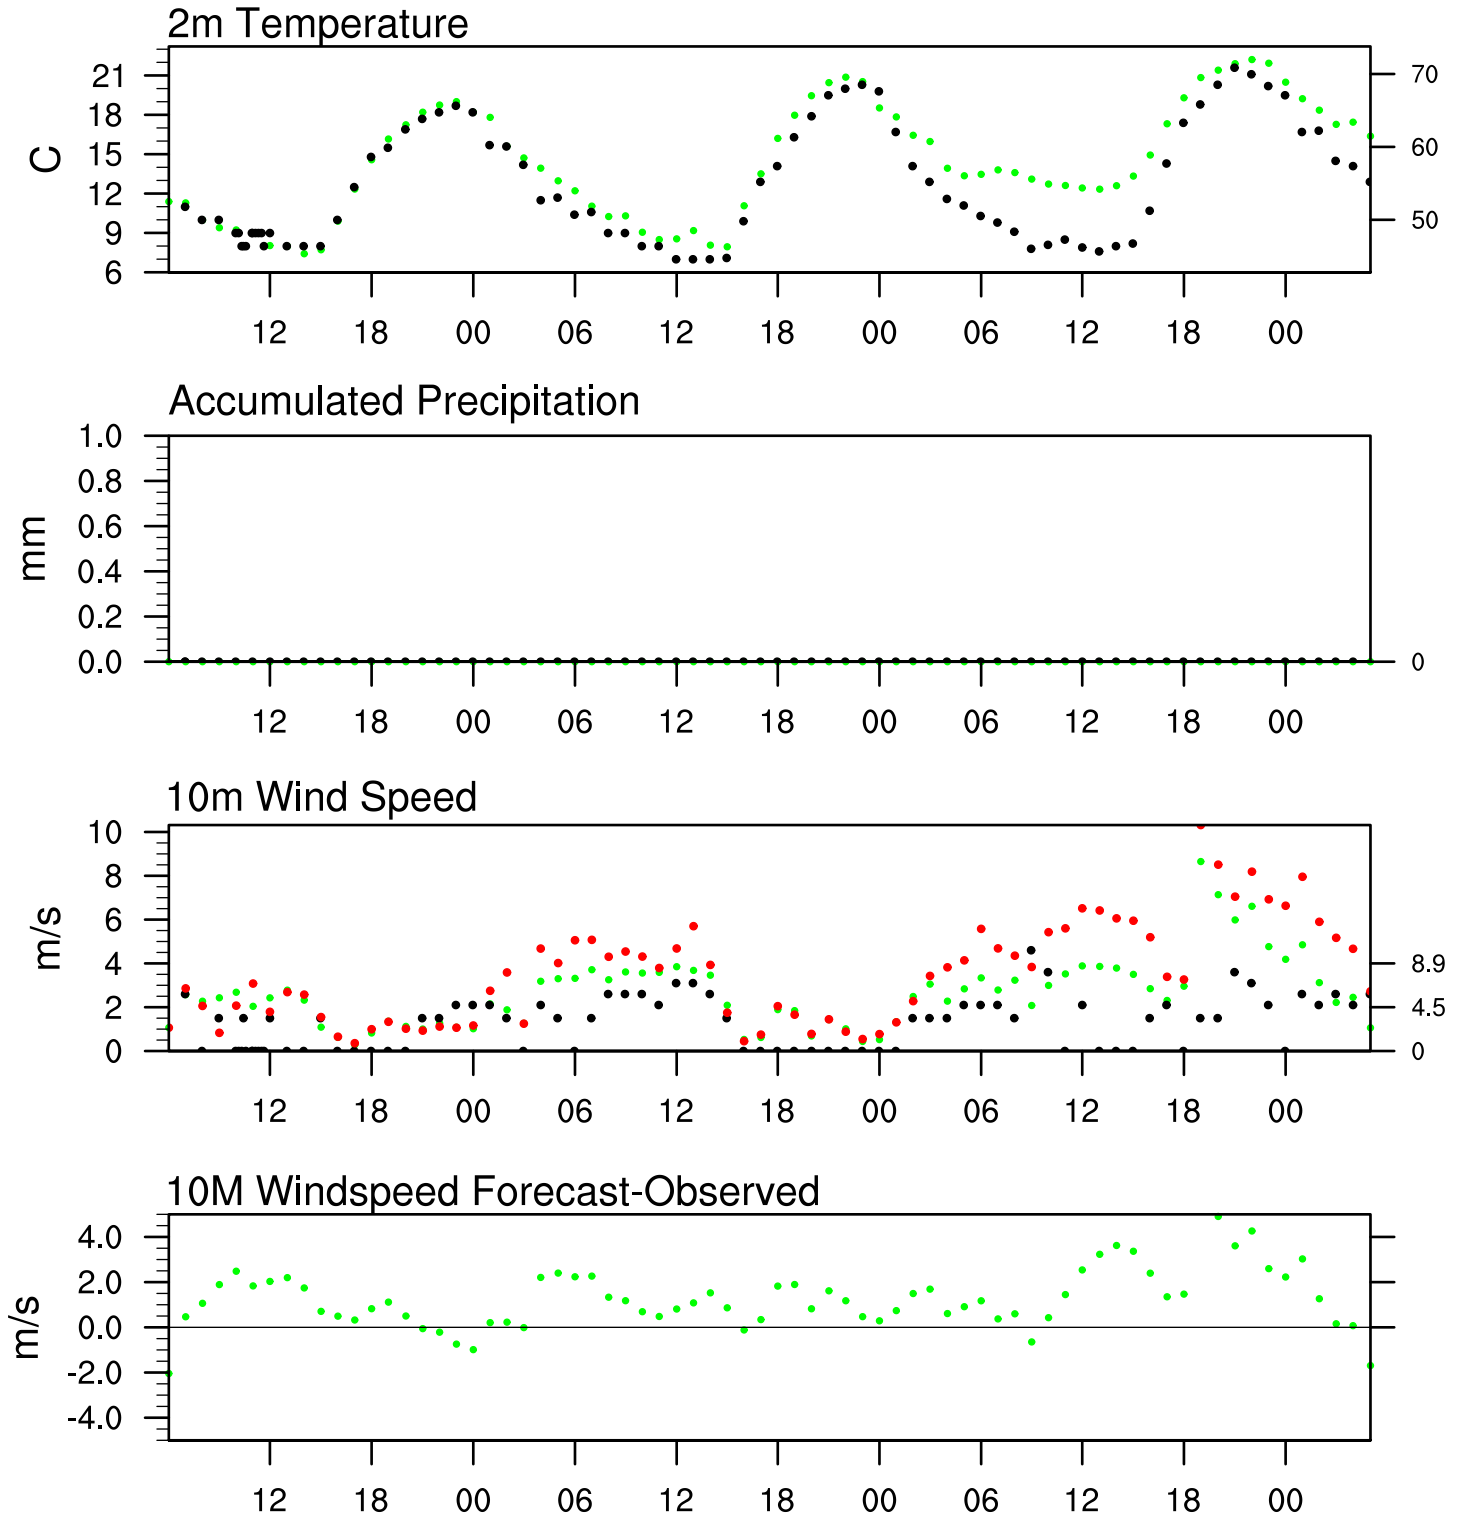 2m Temperature
21
18
15
12
9
6
C
70
60
50
12 18 00 06 12 18 00 06 12 18 00
Accumulated Precipitation
1.0
0.8
0.6
0.4
0.2
0.0
mm
0
12 18 00 06 12 18 00 06 12 18 00
10m Wind Speed
10
8
6
4
2
0
m/s
8.9
4.5
0
12 18 00 06 12 18 00 06 12 18 00
10M Windspeed Forecast-Observed
4.0
2.0
0.0
-2.0
-4.0
m/s
12 18 00 06 12 18 00 06 12 18 00